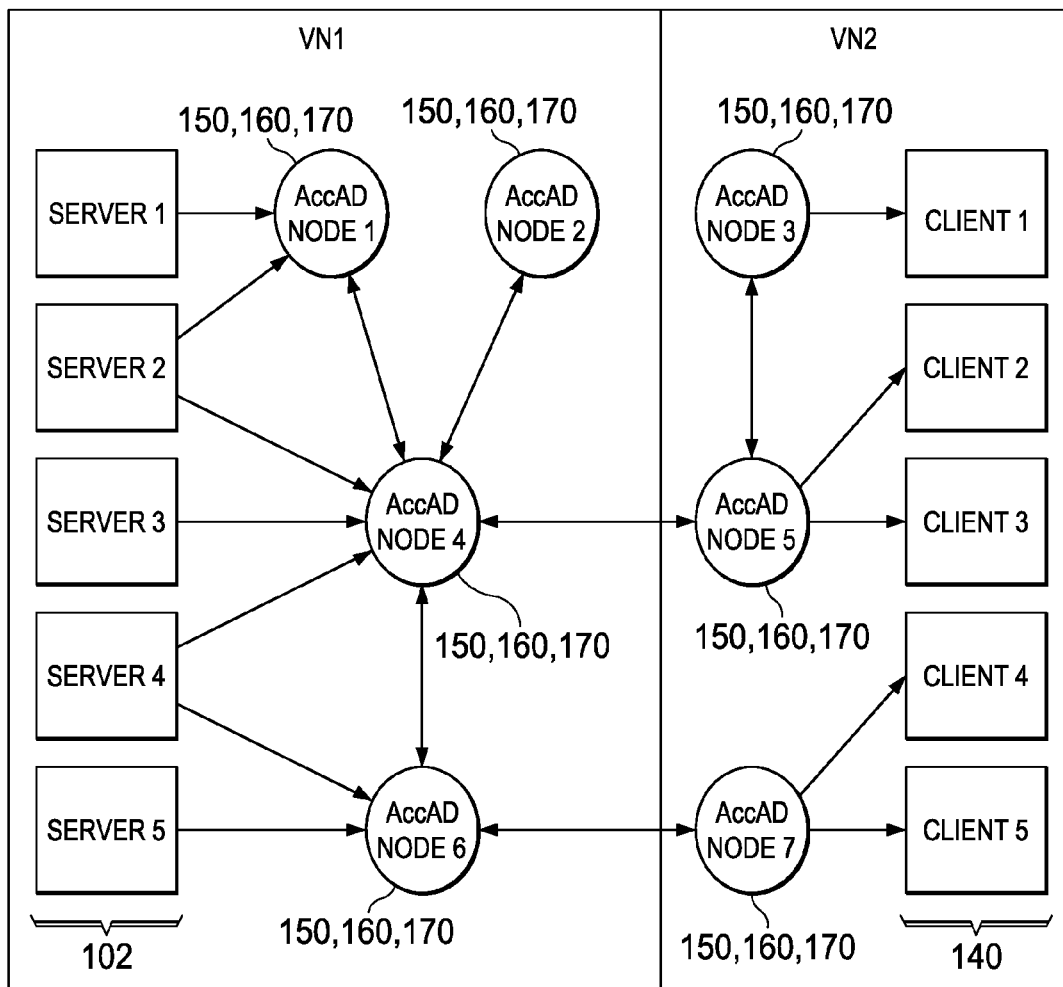 VN1
VN2
150,160,170
150,160,170
150,160,170
SERVER 1
AccAD
NODE 1
AccAD
NODE 2
AccAD
NODE 3
CLIENT 1
SERVER 2
CLIENT 2
SERVER 3
AccAD
NODE 4
AccAD
NODE 5
CLIENT 3
150,160,170
150,160,170
SERVER 4
CLIENT 4
SERVER 5
AccAD
NODE 6
AccAD
NODE 7
CLIENT 5
150,160,170
150,160,170
102
140